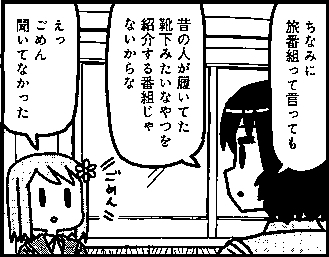 ちなみに
旅番組って言っても
昔の人が履いてた
靴下みたいなやつを
紹介する番組じゃ
ないからな
えっ
ごめん
聞いてなかった
ごめん